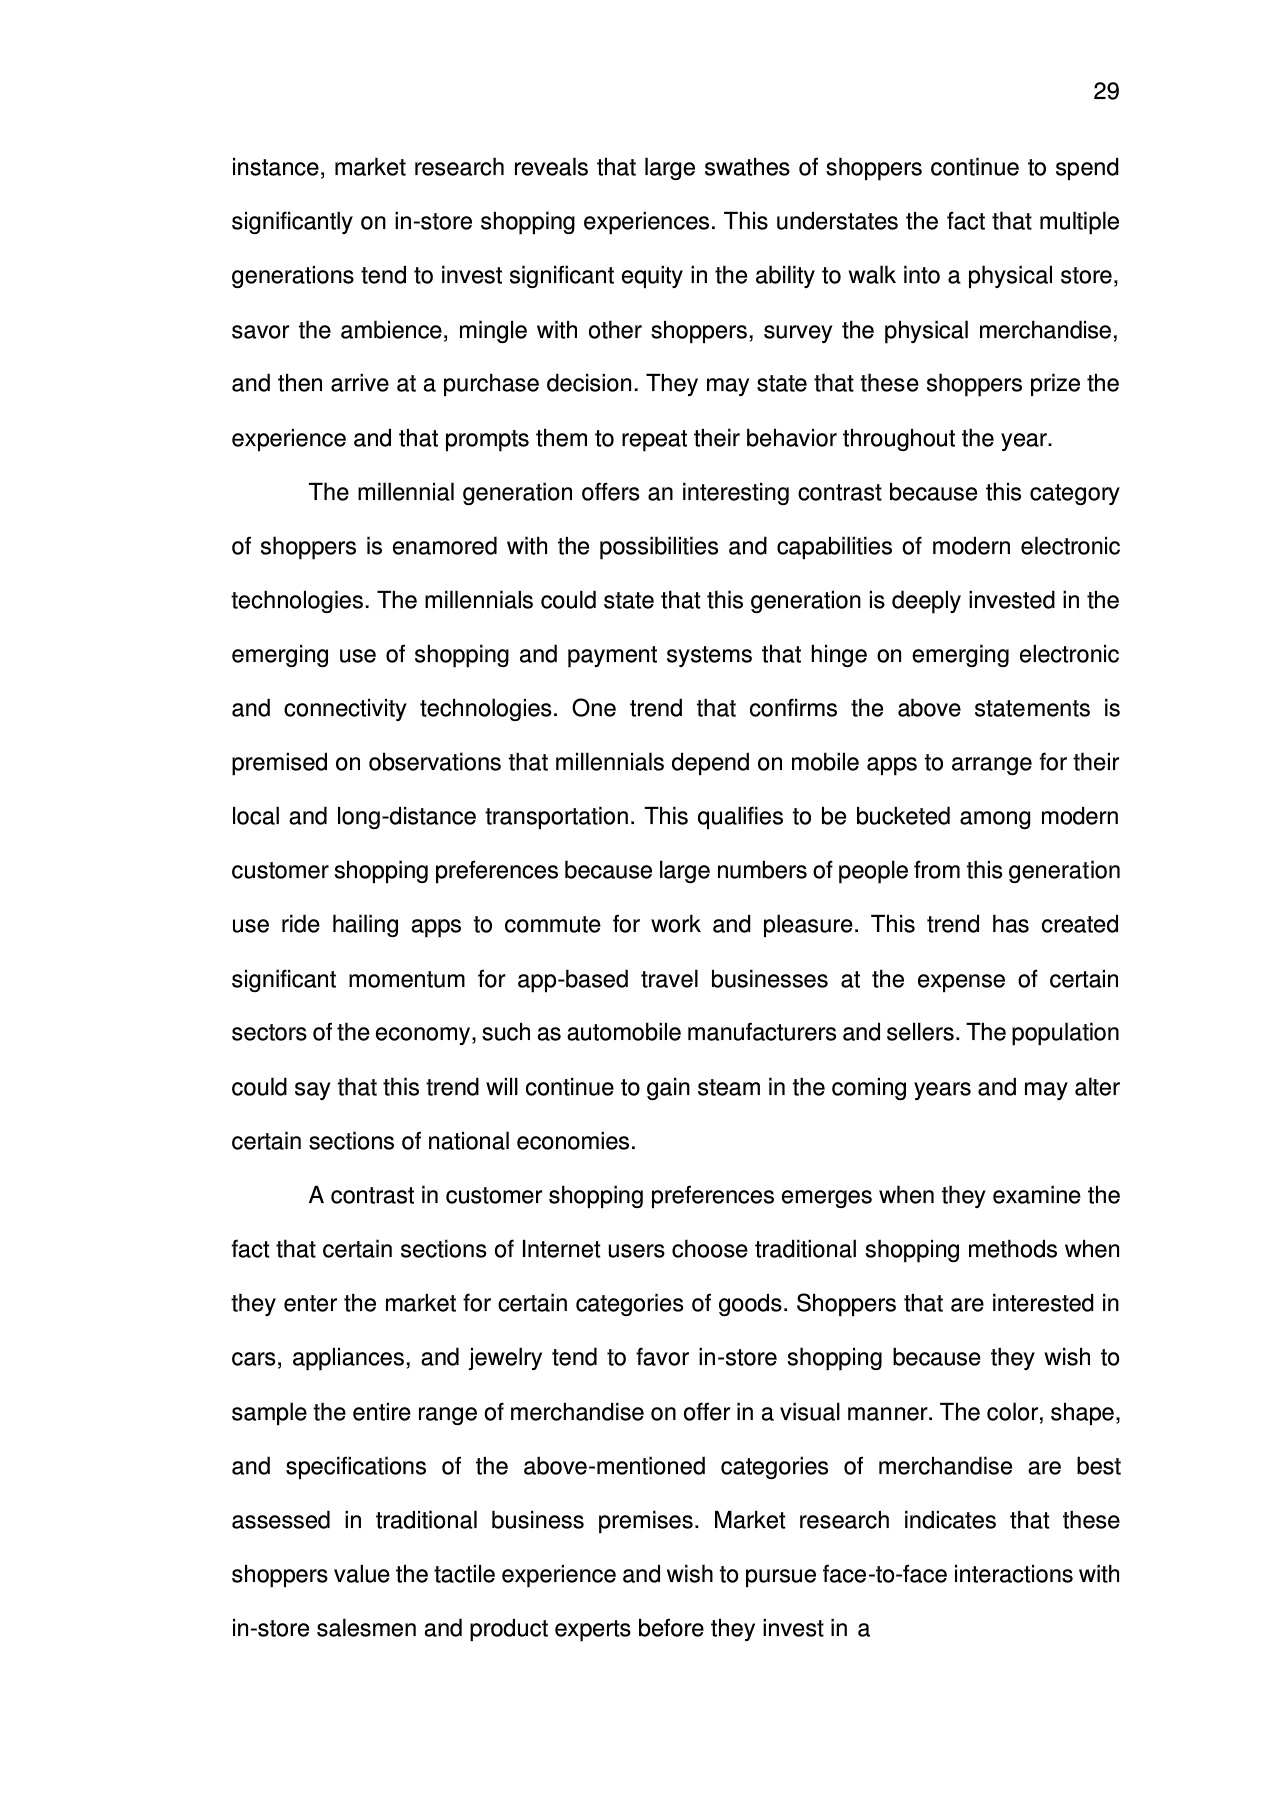 29
instance, market research reveals that large swathes of shoppers continue to spend
significantly on in-store shopping experiences. This understates the fact that multiple
generations tend to invest significant equity in the ability to walk into a physical store,
savor the ambience, mingle with other shoppers, survey the physical merchandise,
and then arrive at a purchase decision. They may state that these shoppers prize the
experience and that prompts them to repeat their behavior throughout the year.
The millennial generation offers an interesting contrast because this category
of shoppers is enamored with the possibilities and capabilities of modern electronic
technologies. The millennials could state that this generation is deeply invested in the
emerging use of shopping and payment systems that hinge on emerging electronic
and connectivity technologies. One trend that confirms the above statements is
premised on observations that millennials depend on mobile apps to arrange for their
local and long-distance transportation. This qualifies to be bucketed among modern
customer shopping preferences because large numbers of people from this generation
use ride hailing apps to commute for work and pleasure. This trend has created
significant momentum for app-based travel businesses at the expense of certain
sectors of the economy, such as automobile manufacturers and sellers. The population
could say that this trend will continue to gain steam in the coming years and may alter
certain sections of national economies.
A contrast in customer shopping preferences emerges when they examine the
fact that certain sections of Internet users choose traditional shopping methods when
they enter the market for certain categories of goods. Shoppers that are interested in
cars, appliances, and jewelry tend to favor in-store shopping because they wish to
sample the entire range of merchandise on offer in a visual manner. The color, shape,
and specifications of the above-mentioned categories of merchandise are best
assessed in traditional business premises. Market research indicates that these
shoppers value the tactile experience and wish to pursue face-to-face interactions with
in-store salesmen and product experts before they invest in a